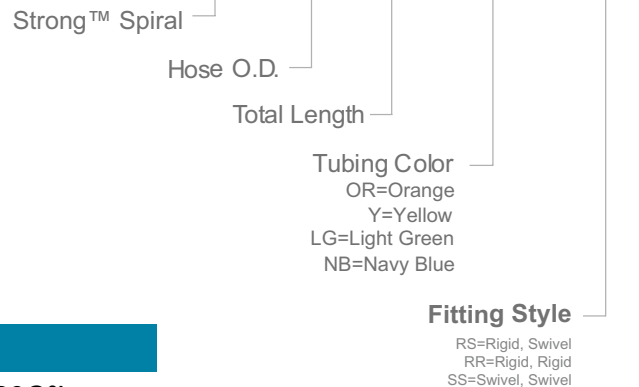 Strong™ Spiral
Hose O.D.
Total Length
Tubing Color
OR=Orange
Y=Yellow
LG=Light Green
NB=Navy Blue
Fitting Style
RS=Rigid, Swivel
RR=Rigid, Rigid
SS=Swivel, Swivel